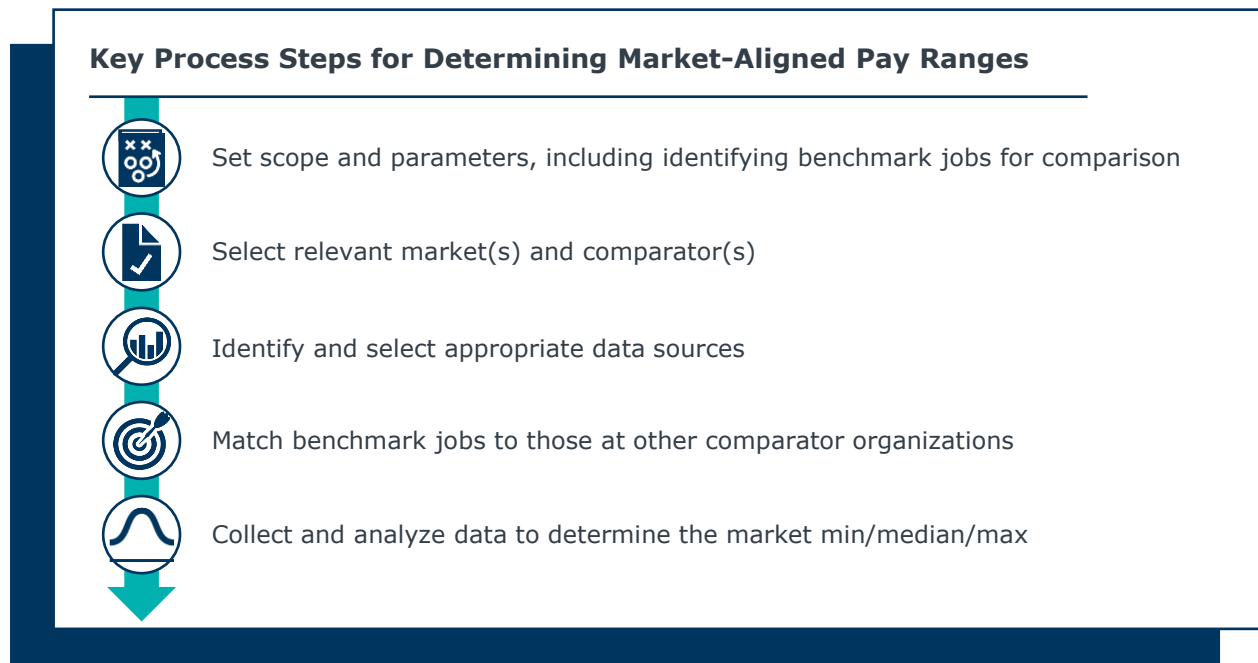 Key Process Steps for Determining Market-Aligned Pay Ranges
Set scope and parameters, including identifying benchmark jobs for comparison
Select relevant market(s) and comparator(s)
Identify and select appropriate data sources
Match benchmark jobs to those at other comparator organizations
Collect and analyze data to determine the market min/median/max